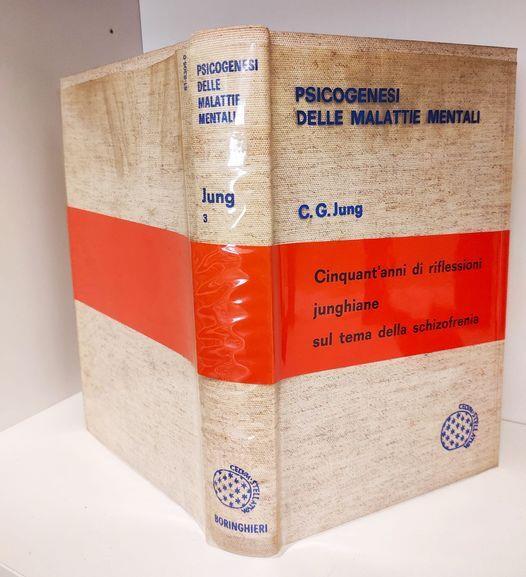 PSICOGENESI
DELLE
MALATTIE
MENTALI
Jung
3
BORINGHIERI
PSICOGENESI
DELLE MALATTIE MENTALI
C. G. Jung
Cinquant'anni di riflessioni
junghiane
sul tema della schizofrenia